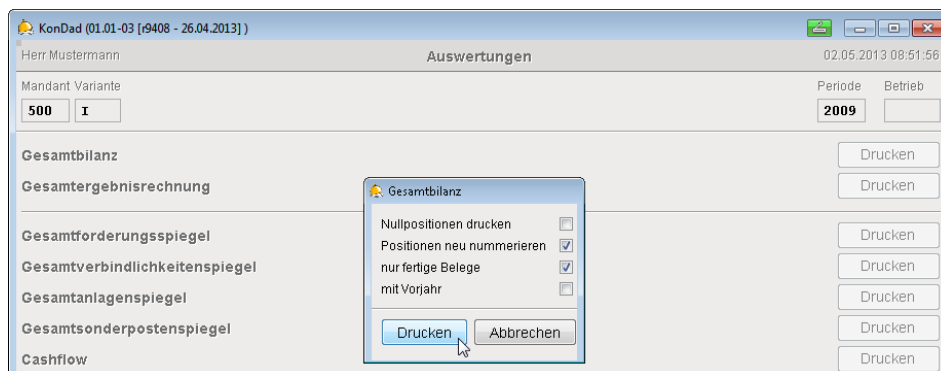 KonDad (01.01-03 [r9408 - 26.04.2013] )
Herr Mustermann Auswertungen 02.05.2013 08:51:56
Mandant Variante Periode Betrieb
500 I 2009
Gesamtbilanz Drucken
Gesamtergebnisrechnung Drucken
Gesamtforderungsspiegel Drucken
Gesamtverbindlichkeitenspiegel Drucken
Gesamtanlagenspiegel Drucken
Gesamtsonderpostenspiegel Drucken
Cashflow Drucken
Gesamtbilanz
Nullpositionen drucken
Positionen neu nummerieren
nur fertige Belege
mit Vorjahr
Drucken Abbrechen